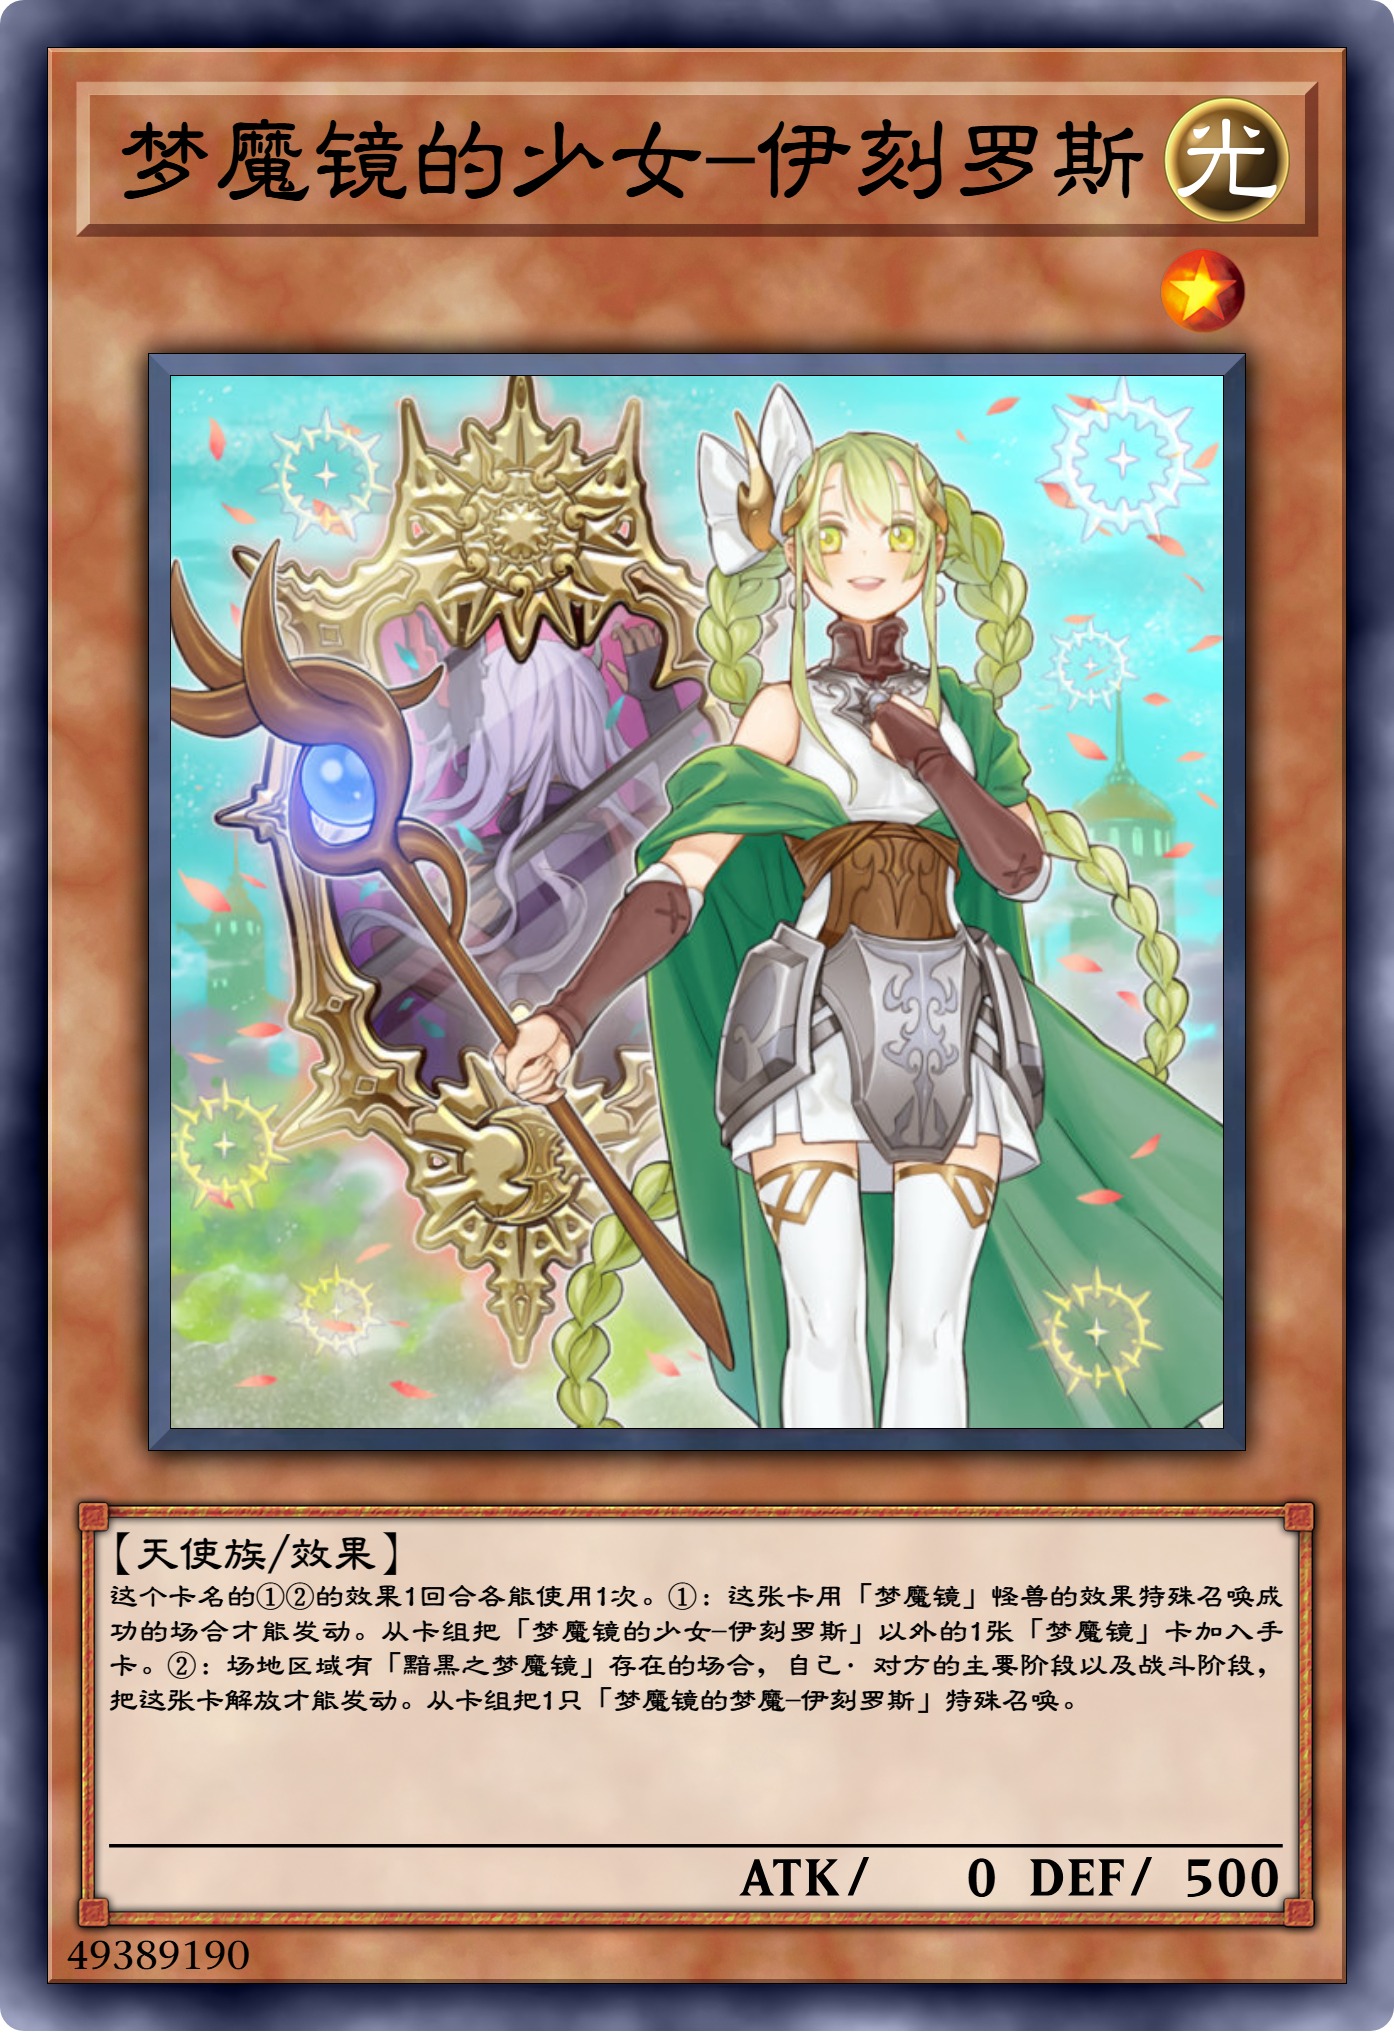 梦魔镜的少女-伊刻罗斯
光
【天使族/效果】
这个卡名的①②的效果1回合各能使用1次。①：这张卡用「梦魔镜」怪兽的效果特殊召唤成
功的场合才能发动。从卡组把「梦魔镜的少女-伊刻罗斯」以外的1张「梦魔镜」卡加入手
卡。②：场地区域有「黯黑之梦魔镜」存在的场合，自己·对方的主要阶段以及战斗阶段，
把这张卡解放才能发动。从卡组把1只「梦魔镜的梦魔-伊刻罗斯」特殊召唤。
ATK/ 0 DEF/ 500
49389190